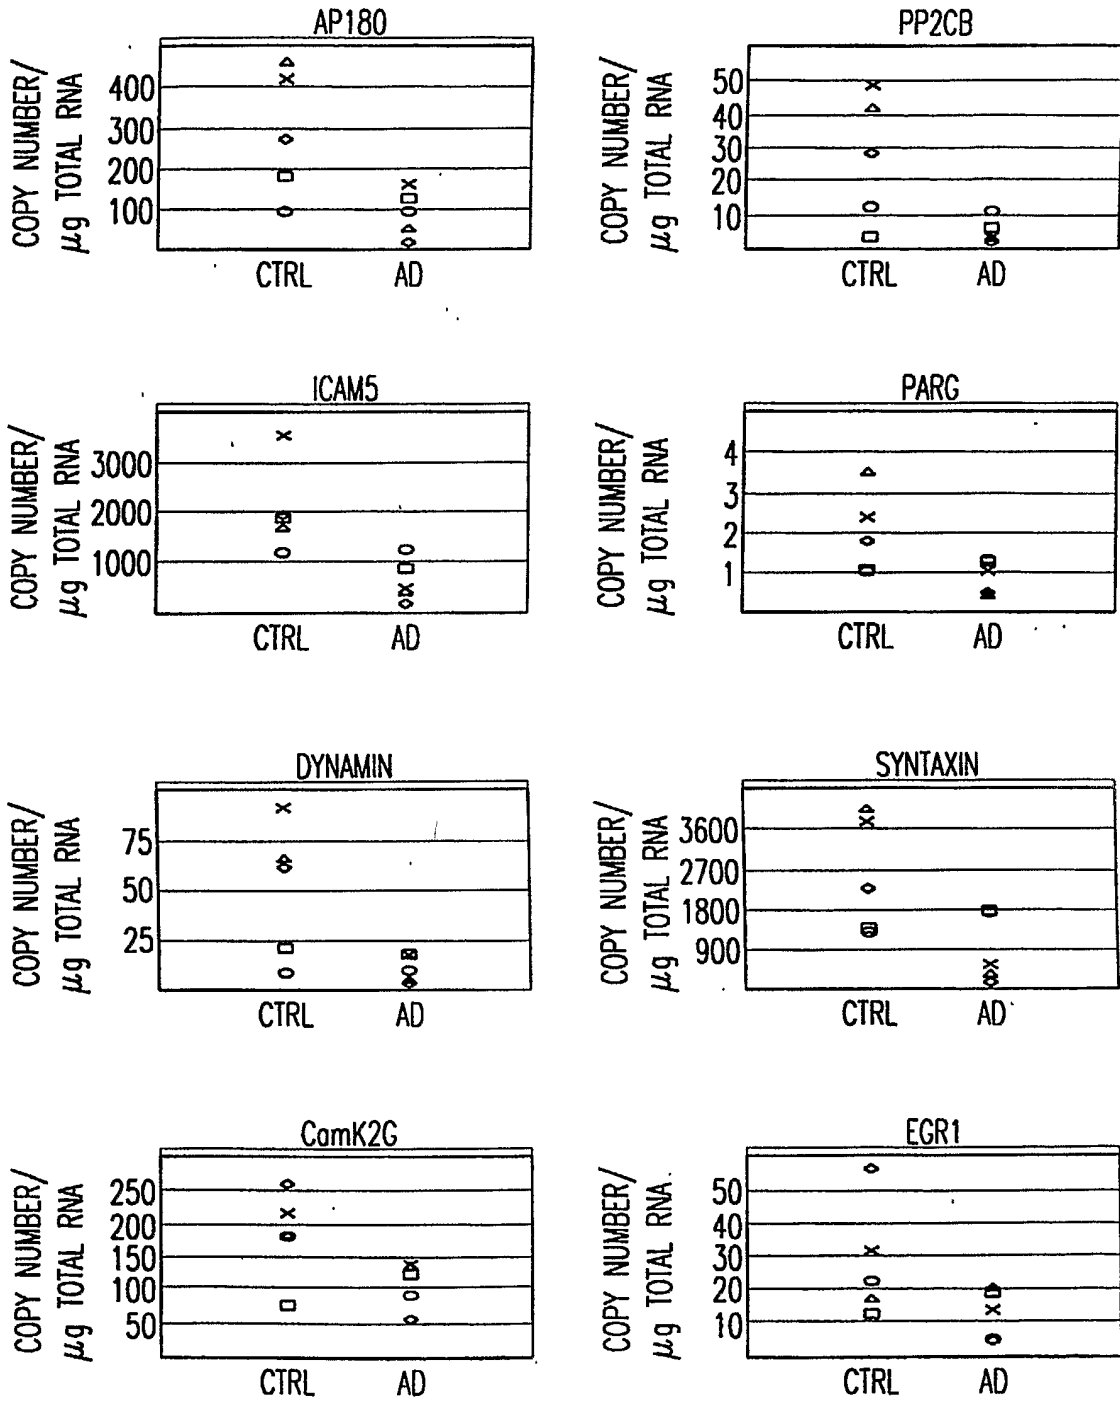 AP180
COPY NUMBER/
μg TOTAL RNA
400
300
200
100
CTRL AD
PP2CB
COPY NUMBER/
μg TOTAL RNA
50
40
30
20
10
CTRL AD
ICAM5
COPY NUMBER/
μg TOTAL RNA
3000
2000
1000
CTRL AD
PARG
COPY NUMBER/
μg TOTAL RNA
4
3
2
1
CTRL AD
DYNAMIN
COPY NUMBER/
μg TOTAL RNA
75
50
25
CTRL AD
SYNTAXIN
COPY NUMBER/
μg TOTAL RNA
3600
2700
1800
900
CTRL AD
CamK2G
COPY NUMBER/
μg TOTAL RNA
250
200
150
100
50
CTRL AD
EGR1
COPY NUMBER/
μg TOTAL RNA
50
40
30
20
10
CTRL AD